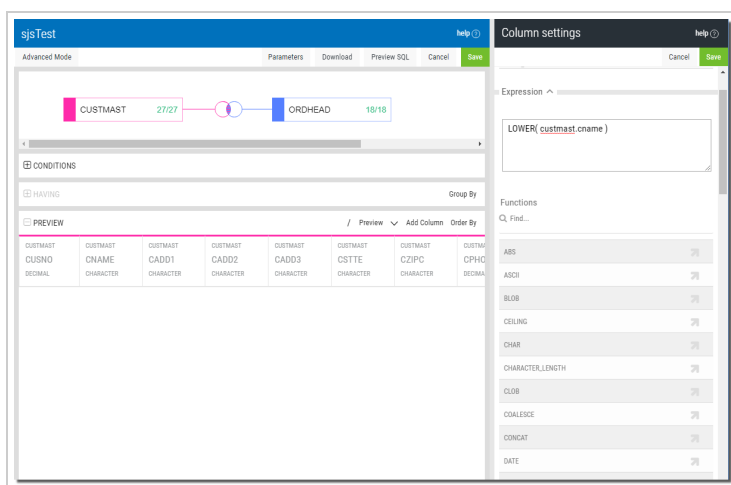 sjsTest
help ?
Advanced Mode
Parameters
Download
Preview SQL
Cancel
Save
CUSTMAST
27/27
ORDHEAD
18/18
CONDITIONS
HAVING
Group By
PREVIEW
/
Preview
Add Column
Order By
CUSTMAST CUSTMAST CUSTMAST CUSTMAST CUSTMAST CUSTMAST CUSTMAST CUSTMA
CUSNO CNAME CADD1 CADD2 CADD3 CSTTE CZIPC CPHO
DECIMAL CHARACTER CHARACTER CHARACTER CHARACTER CHARACTER CHARACTER DECIMA
Column settings
help ?
Cancel
Save
Expression
LOWER( custmast.cname )
Functions
Find...
ABS
ASCII
BLOB
CEILING
CHAR
CHARACTER_LENGTH
CLOB
COALESCE
CONCAT
DATE